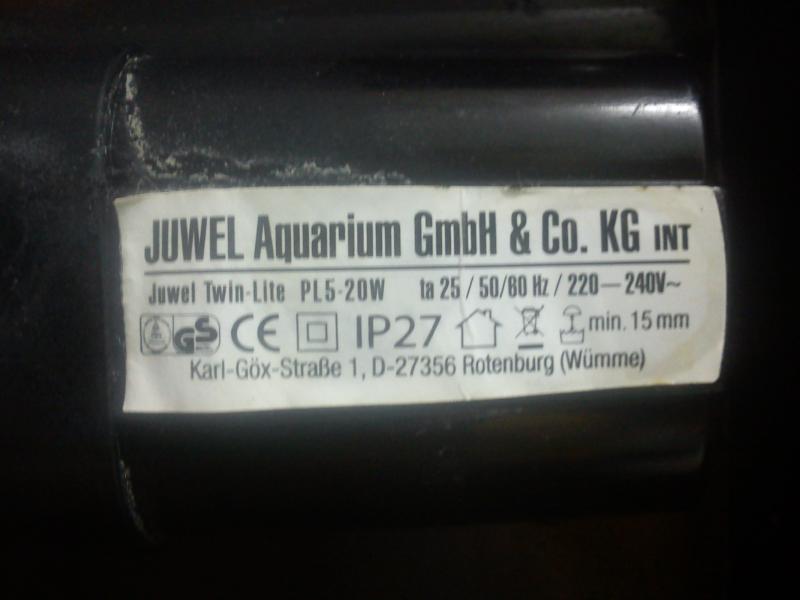 JUWEL Aquarium GmbH & Co. KG INT
Juwel Twin-Lite PL5-20W ta 25 / 50/60 Hz / 220–240V~
GS CE IP27 min. 15 mm
Karl-Göx-Straße 1, D-27356 Rotenburg (Wümme)